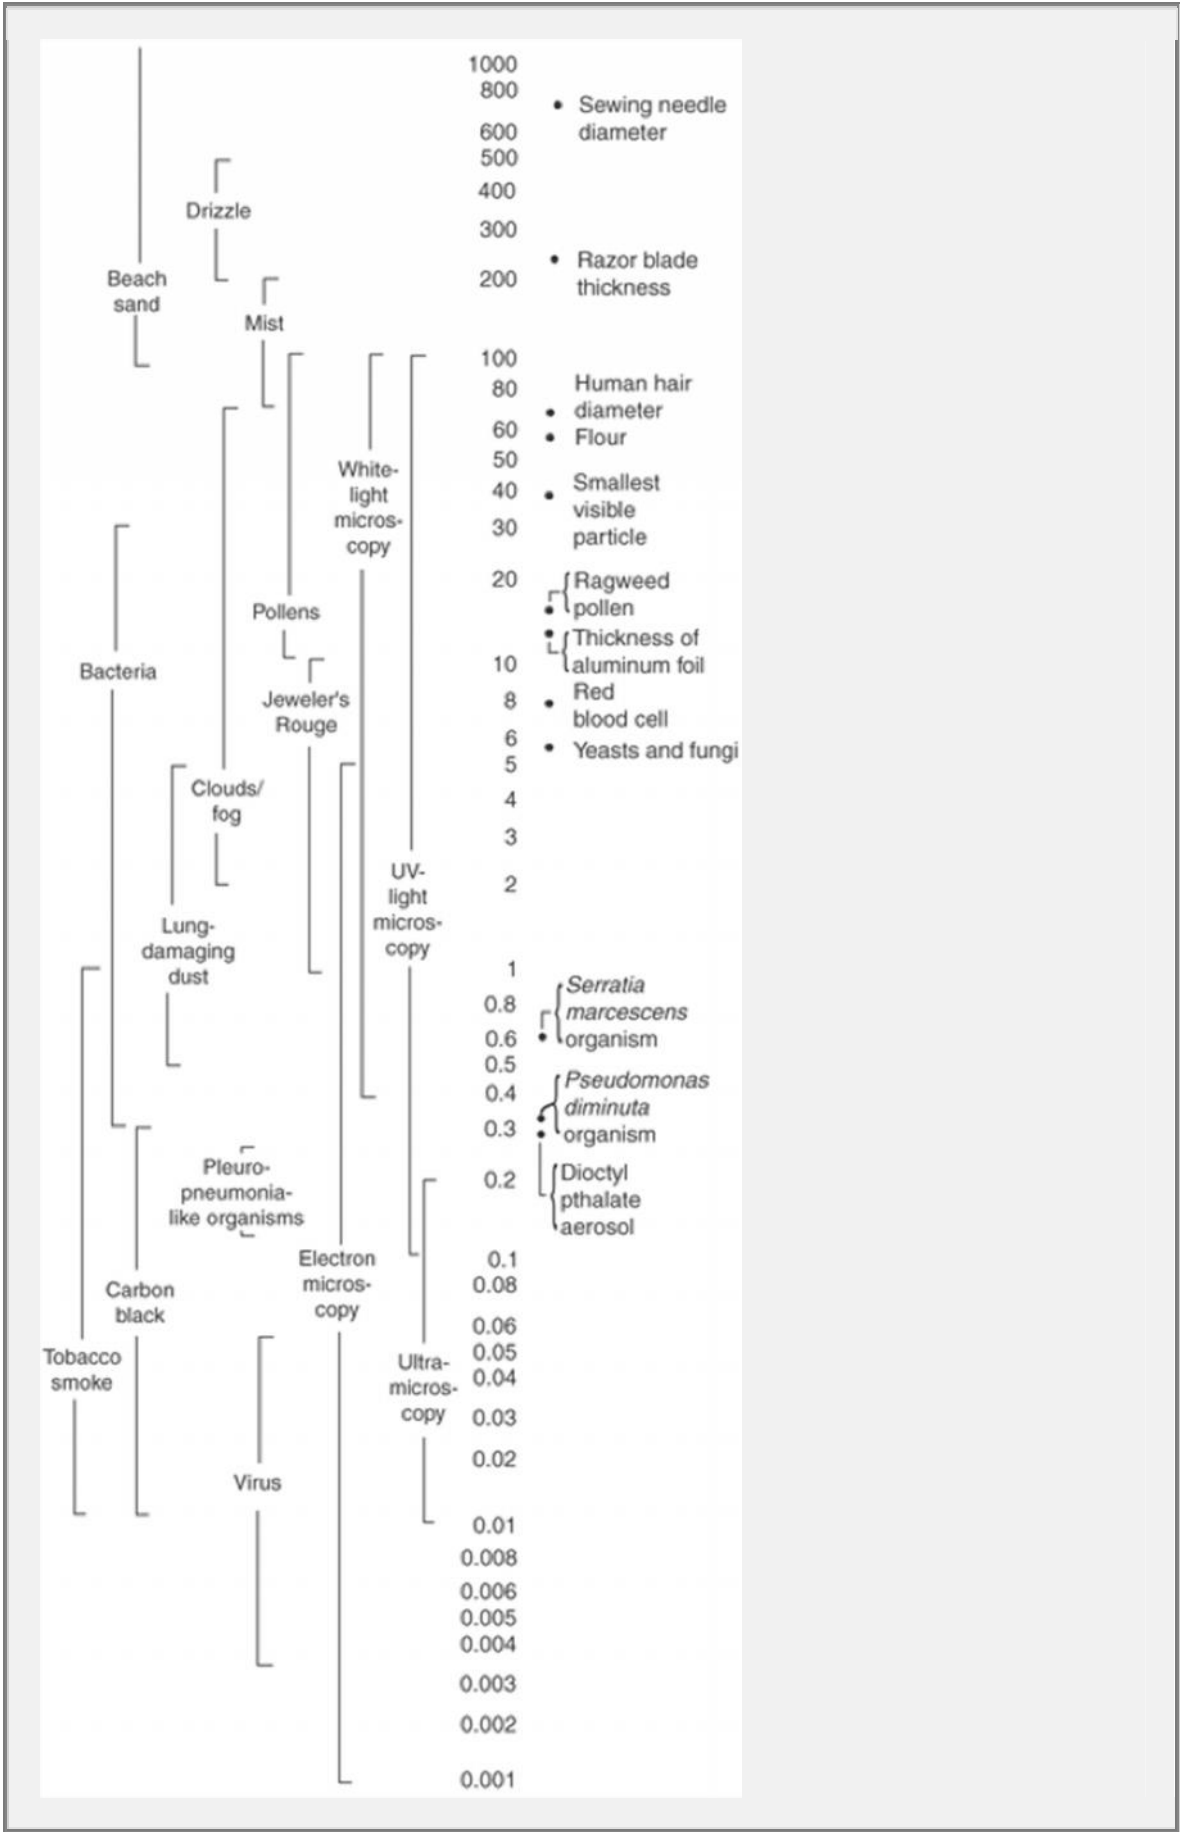 1000
800
Sewing needle
diameter
600
500
400
Drizzle
300
Razor blade
thickness
200
Beach
sand
Mist
100
80
Human hair
diameter
60
Flour
50
White-
light
micros-
copy
40
Smallest
visible
particle
30
20
Ragweed
pollen
Pollens
Thickness of
aluminum foil
10
Bacteria
Jeweler's
Rouge
8
Red
blood cell
6
Yeasts and fungi
5
Clouds/
fog
4
3
UV-
light
micros-
copy
2
Lung-
damaging
dust
1
Serratia
marcescens
organism
0.8
0.6
0.5
Pseudomonas
diminuta
organism
0.4
0.3
Pleuro-
pneumonia-
like organisms
0.2
Dioctyl
pthalate
aerosol
Electron
micros-
copy
0.1
0.08
Carbon
black
0.06
0.05
Tobacco
smoke
Ultra-
micros-
copy
0.04
0.03
0.02
Virus
0.01
0.008
0.006
0.005
0.004
0.003
0.002
0.001